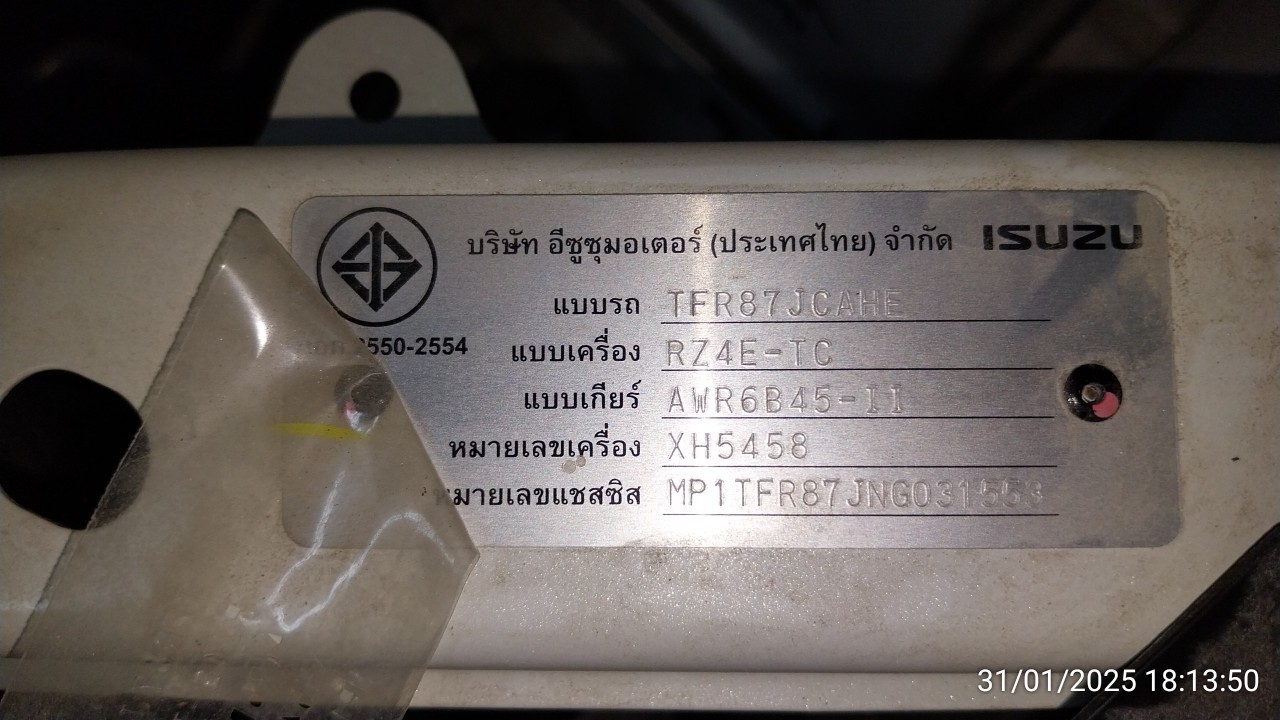 บริษัท อีซูซุมอเตอร์ (ประเทศไทย) จำกัด ISUZU
แบบรถ TFR87JCAHE
2550-2554
แบบเครื่อง RZ4E-TC
แบบเกียร์ AWR6B45-II
หมายเลขเครื่อง XH5458
หมายเลขแชสซิส
31/01/2025 18:13:50